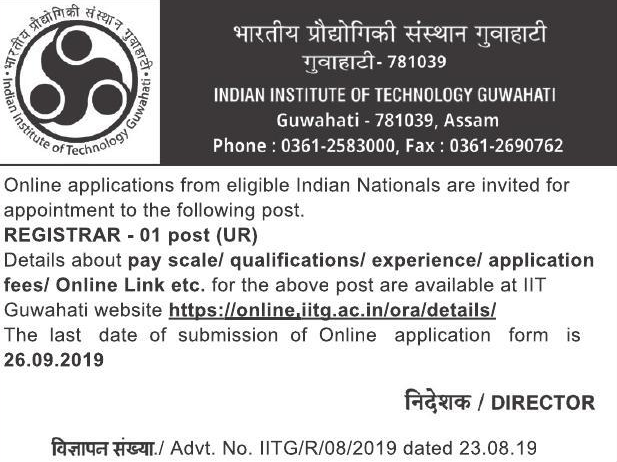 भारतीय प्रौद्योगिकी संस्थान गुवाहाटी
Indian Institute of Technology Guwahati
भारतीय प्रौद्योगिकी संस्थान गुवाहाटी
गुवाहाटी - 781039
INDIAN INSTITUTE OF TECHNOLOGY GUWAHATI
Guwahati - 781039, Assam
Phone : 0361-2583000, Fax : 0361-2690762
Online applications from eligible Indian Nationals are invited for
appointment to the following post.
REGISTRAR - 01 post (UR)
Details about pay scale/ qualifications/ experience/ application
fees/ Online Link etc. for the above post are available at IIT
Guwahati website https://online,iitg.ac.in/ora/details/
The last date of submission of Online application form is
26.09.2019
निदेशक / DIRECTOR
विज्ञापन संख्या./ Advt. No. IITG/R/08/2019 dated 23.08.19